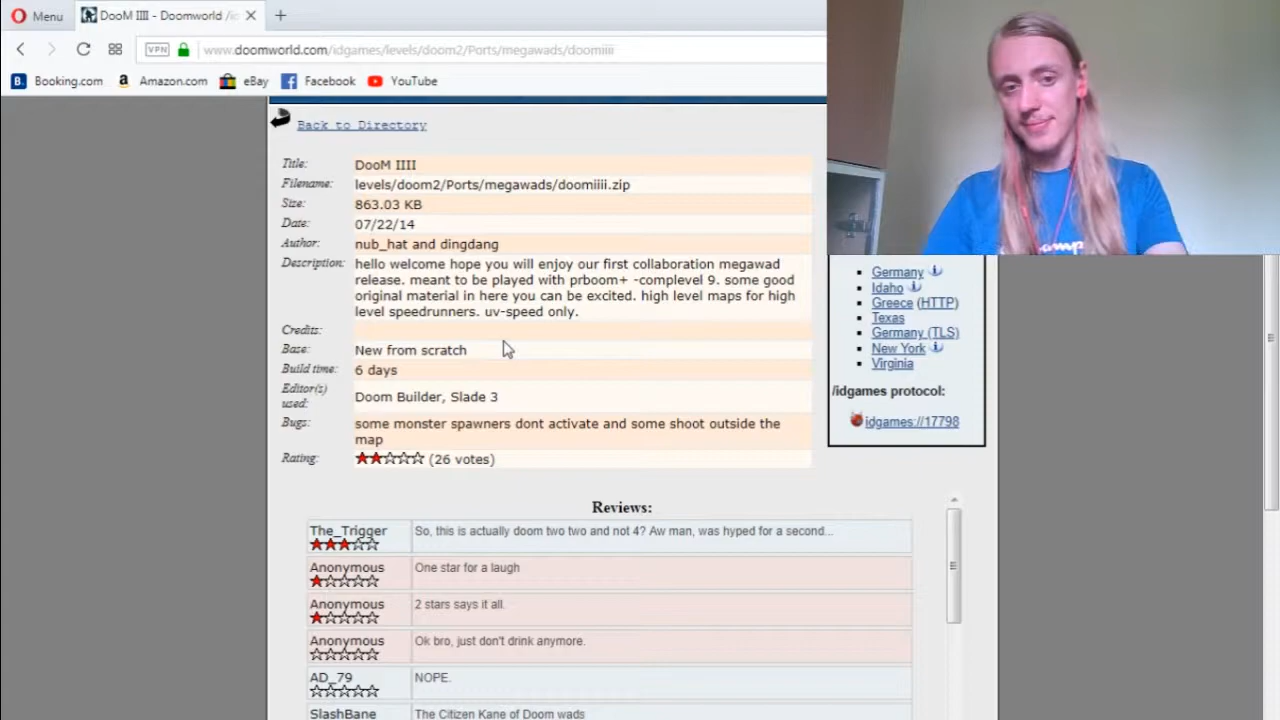 Menu
DooM IIII - Doomworld /io
VPN
www.doomworld.com/idgames/levels/doom2/Ports/megawads/doomiiii
B. Booking.com
a Amazon.com
eBay
Facebook
YouTube
Back to Directory
Title: DooM IIII
Filename: levels/doom2/Ports/megawads/doomiiii.zip
Size: 863.03 KB
Date: 07/22/14
Author: nub_hat and dingdang
Description: hello welcome hope you will enjoy our first collaboration megawad
release. meant to be played with prboom+ -complevel 9. some good
original material in here you can be excited. high level maps for high
level speedrunners. uv-speed only.
Credits:
Base: New from scratch
Build time: 6 days
Editor(s)
used: Doom Builder, Slade 3
Bugs: some monster spawners dont activate and some shoot outside the
map
Rating: (26 votes)
Germany
Idaho
Greece (HTTP)
Texas
Germany (TLS)
New York
Virginia
/idgames protocol:
idgames://17798
Reviews:
The_Trigger So, this is actually doom two two and not 4? Aw man, was hyped for a second...
Anonymous One star for a laugh
Anonymous 2 stars says it all.
Anonymous Ok bro, just don't drink anymore.
AD_79 NOPE.
SlashBane The Citizen Kane of Doom wads